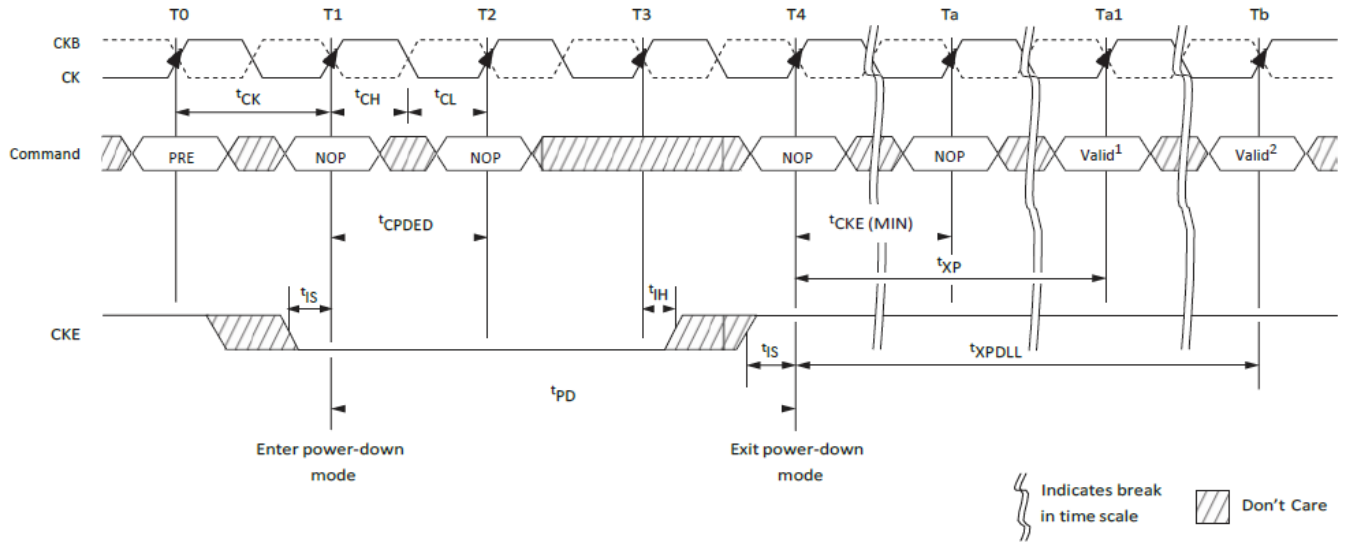 T0 T1 T2 T3 T4 Ta Ta1 Tb
CKB
CK
tCK tCH tCL
Command PRE NOP NOP NOP NOP Valid1 Valid2
tCPDED tCKE (MIN)
tXP
tIS tIH
CKE
tIS tXPDLL
tPD
Enter power-down
mode
Exit power-down
mode
Indicates break
in time scale
Don't Care